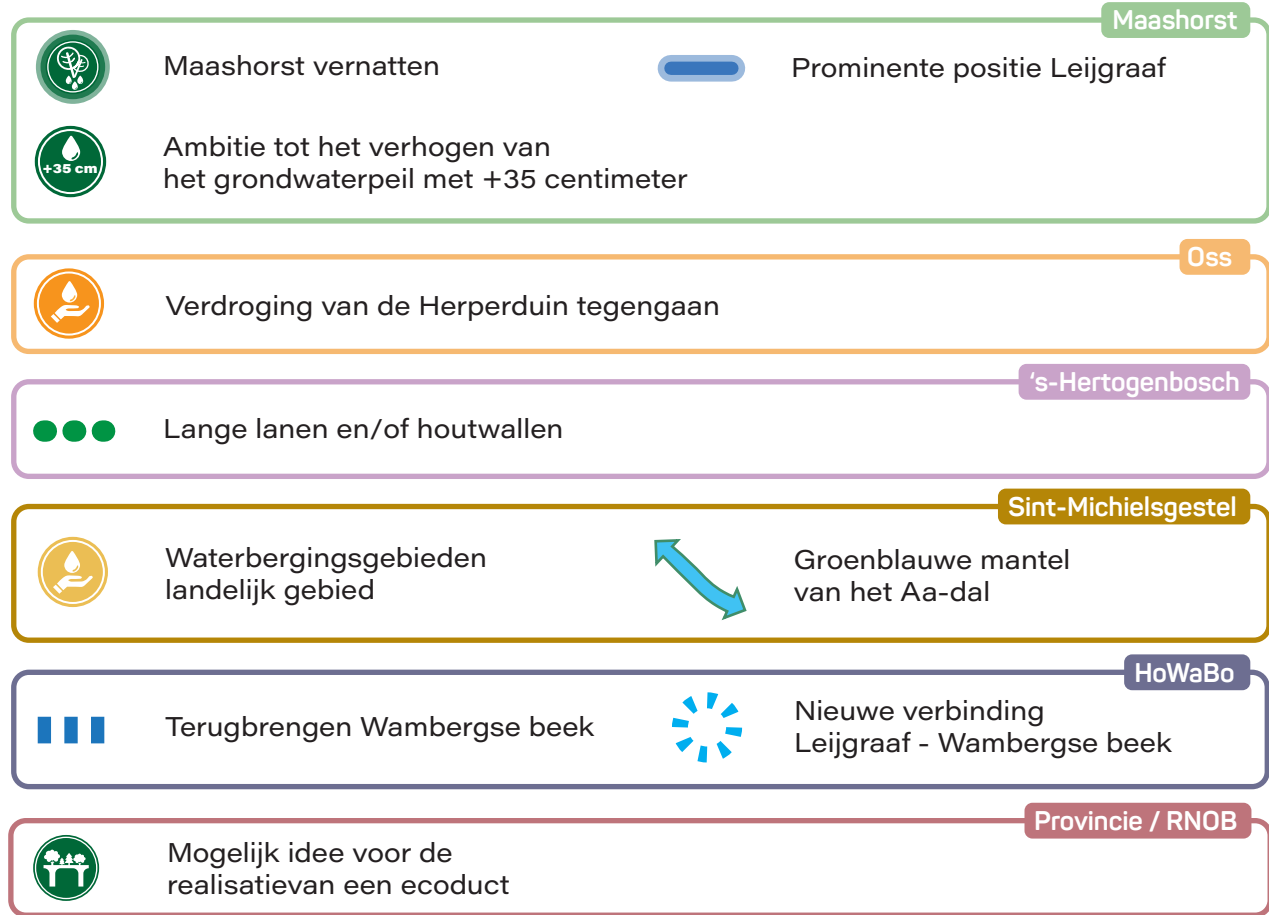 Maashorst
Maashorst vernatten
Prominente positie Leijgraaf
+35 cm
Ambitie tot het verhogen van
het grondwaterpeil met +35 centimeter
Oss
Verdroging van de Herperduin tegengaan
‘s-Hertogenbosch
Lange lanen en/of houtwallen
Sint-Michielsgestel
Waterbergingsgebieden
landelijk gebied
Groenblauwe mantel
van het Aa-dal
HoWaBo
Terugbrengen Wambergse beek
Nieuwe verbinding
Leijgraaf - Wambergse beek
Provincie / RNOB
Mogelijk idee voor de
realisatievan een ecoduct